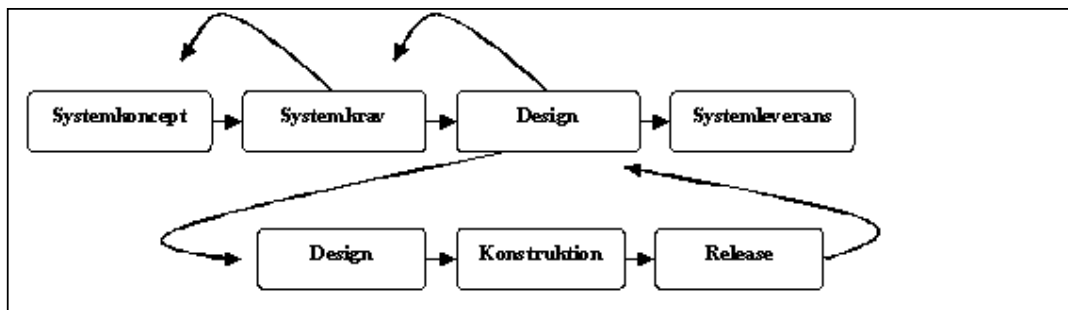 Systemkoncept
Systemkrav
Design
Systemleverans
Design
Konstruktion
Release